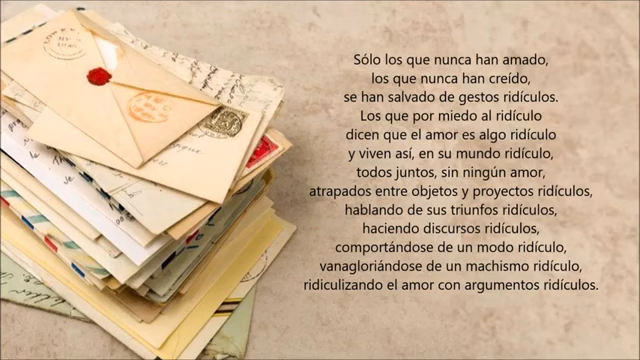 Sólo los que nunca han amado,
los que nunca han creído,
se han salvado de gestos ridículos.
Los que por miedo al ridículo
dicen que el amor es algo ridículo
y viven así, en su mundo ridículo,
todos juntos, sin ningún amor,
atrapados entre objetos y proyectos ridículos,
hablando de sus triunfos ridículos,
haciendo discursos ridículos,
comportándose de un modo ridículo,
vanagloriándose de un machismo ridículo,
ridiculizando el amor con argumentos ridículos.